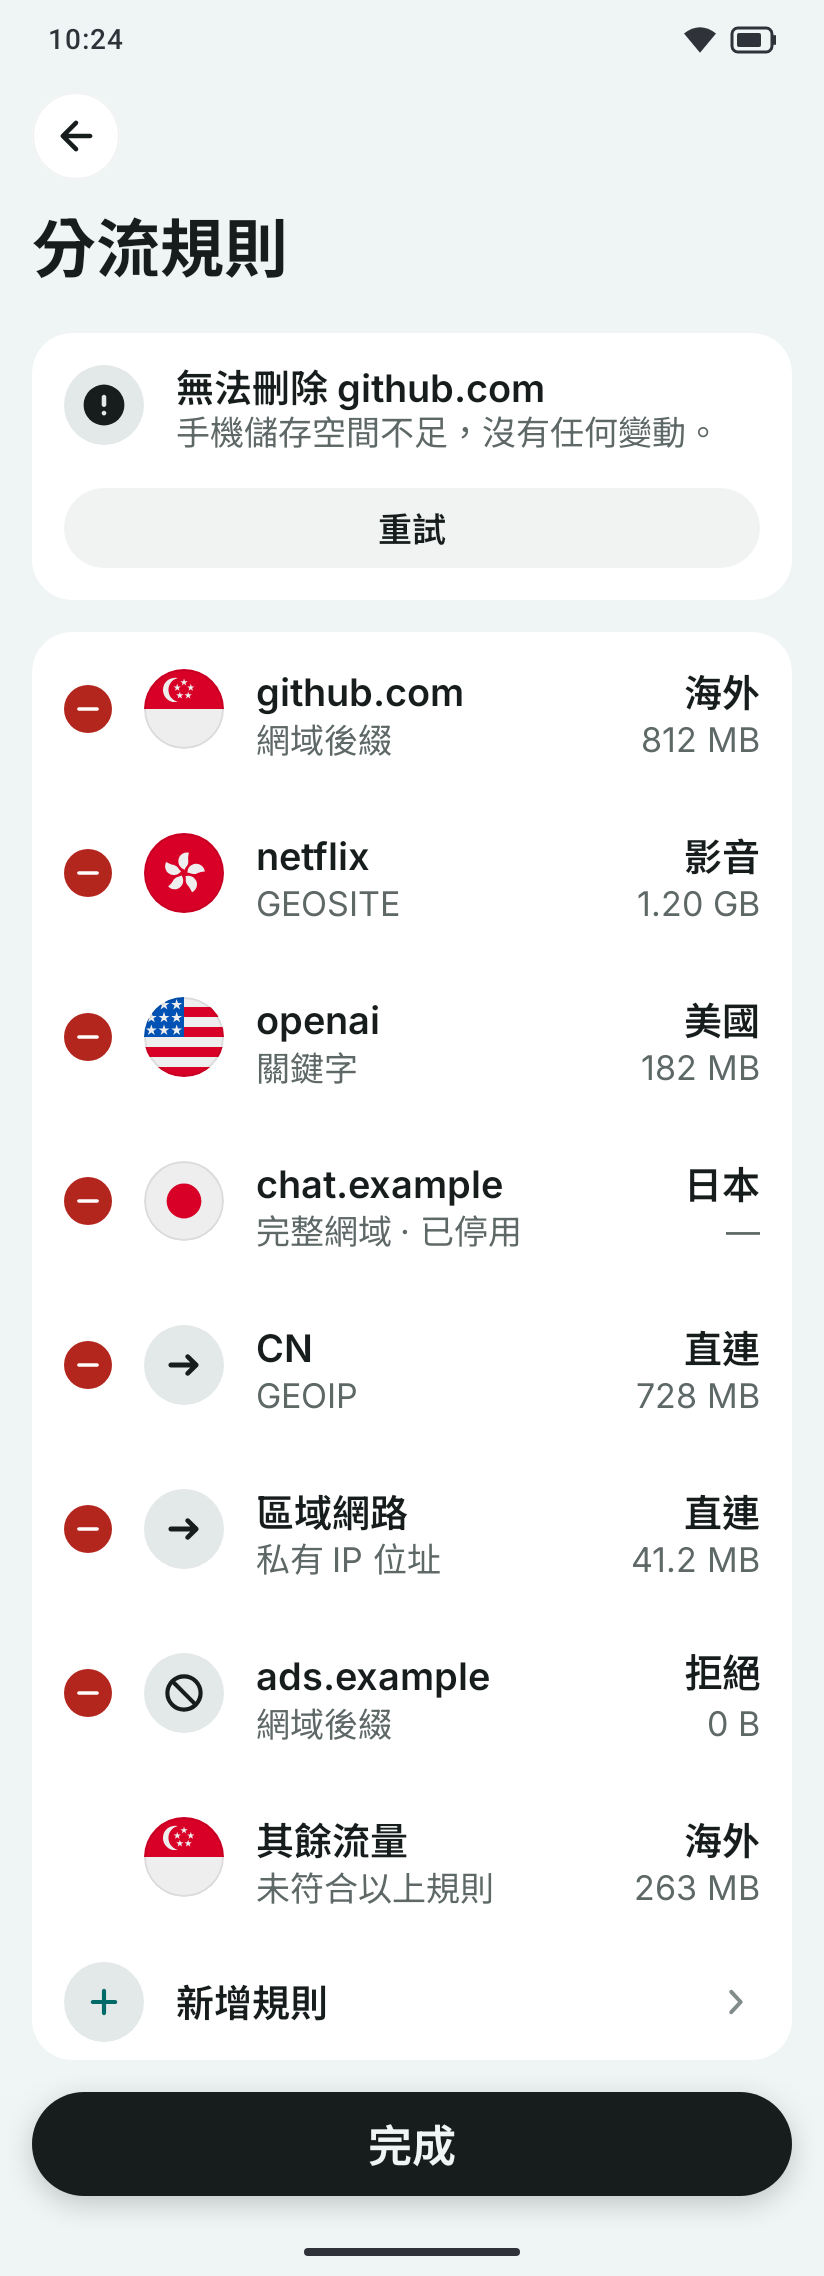 10:24
分流規則
無法刪除 github.com
手機儲存空間不足，沒有任何變動。
重試
github.com 海外
網域後綴 812 MB
netflix 影音
GEOSITE 1.20 GB
openai 美國
關鍵字 182 MB
chat.example 日本
完整網域 · 已停用 —
CN 直連
GEOIP 728 MB
區域網路 直連
私有 IP 位址 41.2 MB
ads.example 拒絕
網域後綴 0 B
其餘流量 海外
未符合以上規則 263 MB
新增規則
完成